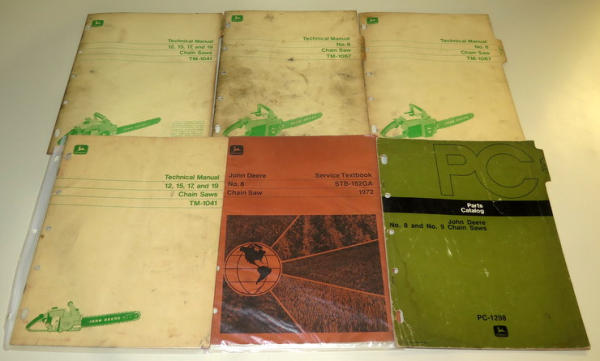 Technical Manual
12, 15, 17, and 19
Chain Saws
TM-1041
Technical Manual
No. 8
Chain Saw
TM-1067
Technical Manual
No. 8
Chain Saw
TM-1067
Technical Manual
12, 15, 17, and 19
Chain Saws
TM-1041
JOHN DEERE
John Deere
No. 8
Chain Saw
Service Textbook
STB-162GA
1972
PC
Parts
Catalog
John Deere
No. 8 and No. 9 Chain Saws
PC-1298